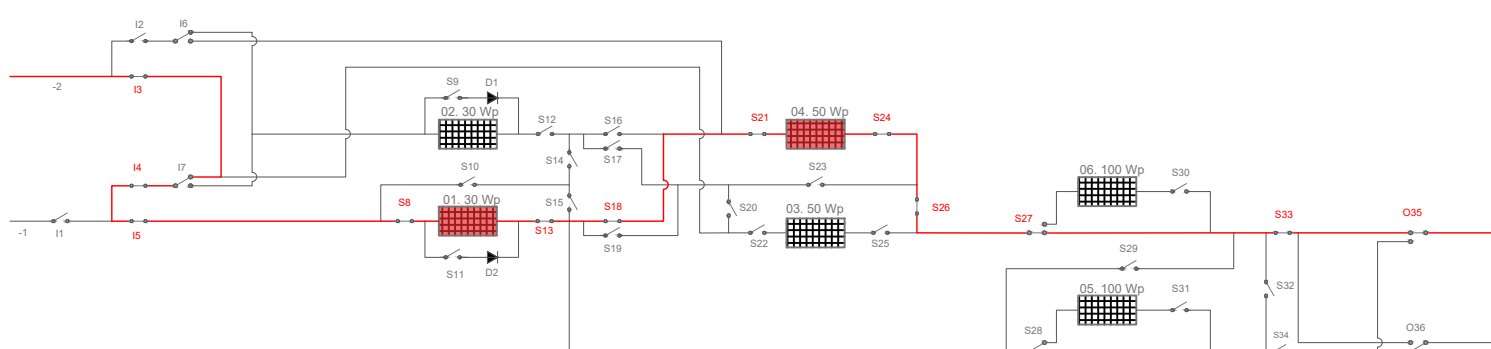 I2
I6
-2
I3
S9
D1
02. 30 Wp
S12
S16
S21
04. 50 Wp
S24
S14
S17
I4
I7
S10
S23
06. 100 Wp
S30
S8
01. 30 Wp
S15
S18
S20
03. 50 Wp
S26
S27
S33
O35
-1
I1
I5
S13
S19
S22
S25
S29
S11
D2
05. 100 Wp
S31
S32
S28
S34
O36